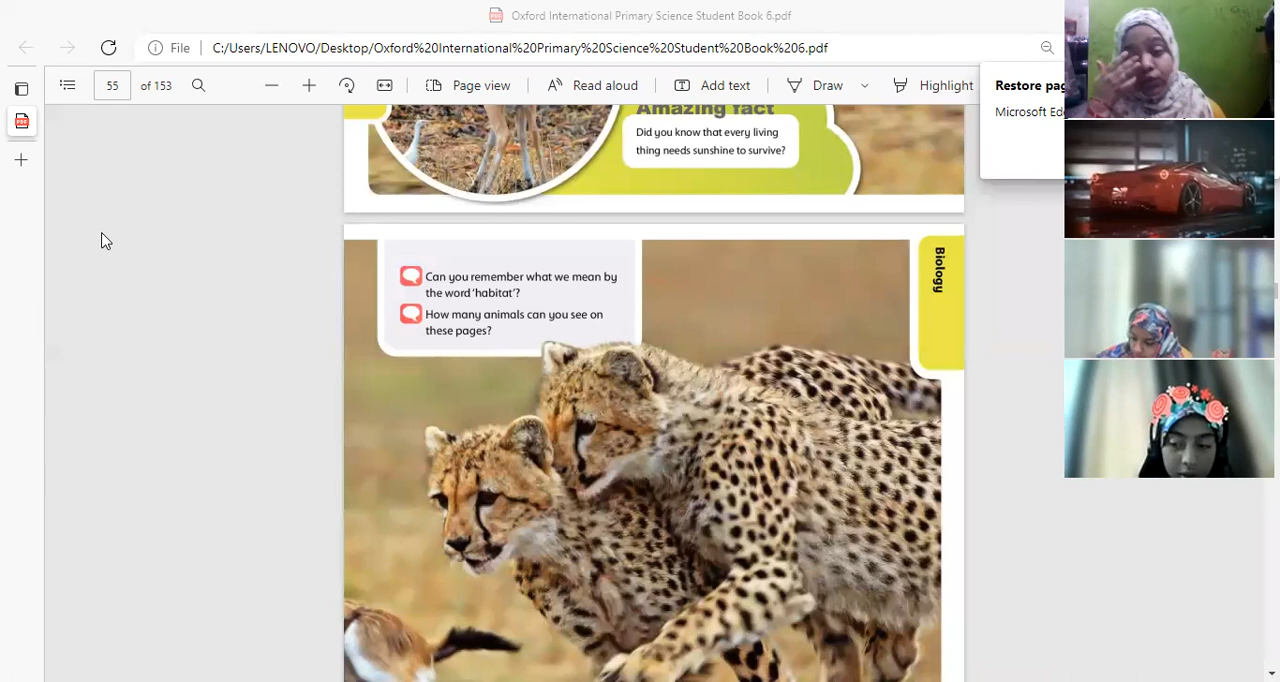 Oxford International Primary Science Student Book 6.pdf
File
C:/Users/LENOVO/Desktop/Oxford%20International%20Primary%20Science%20Student%20Book%206.pdf
55
of 153
Page view
Read aloud
Add text
Draw
Highlight
Restore pag
Microsoft Ed
Amazing fact
Did you know that every living
thing needs sunshine to survive?
Can you remember what we mean by
the word 'habitat'?
How many animals can you see on
these pages?
Biology